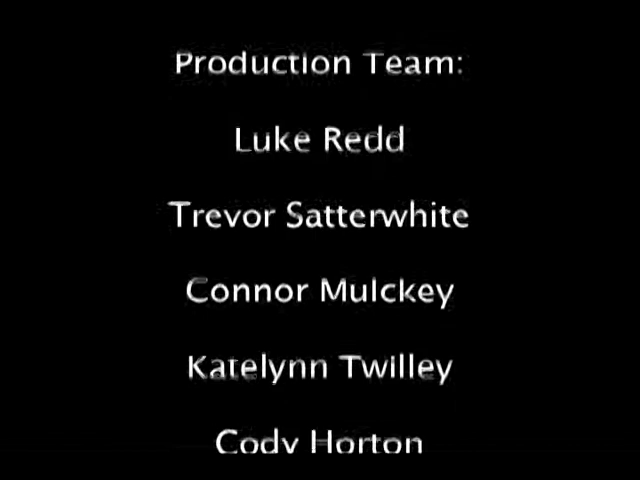 Production Team:
Luke Redd
Trevor Satterwhite
Connor Mulckey
Katelynn Twilley
Cody Horton